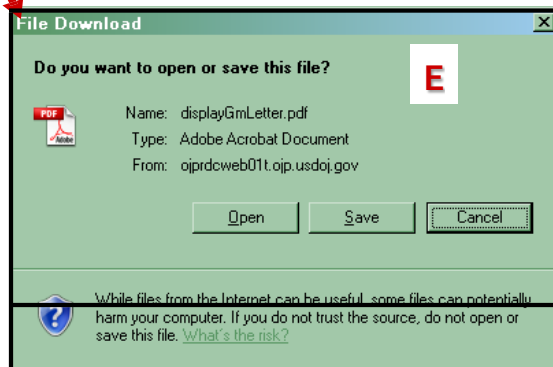 File Download
Do you want to open or save this file?
E
PDF
Adobe
Name: displayGmLetter.pdf
Type: Adobe Acrobat Document
From: ojprdcweb01t.ojp.usdoj.gov
Open Save Cancel
While files from the Internet can be useful, some files can potentially
harm your computer. If you do not trust the source, do not open or
save this file. What's the risk?